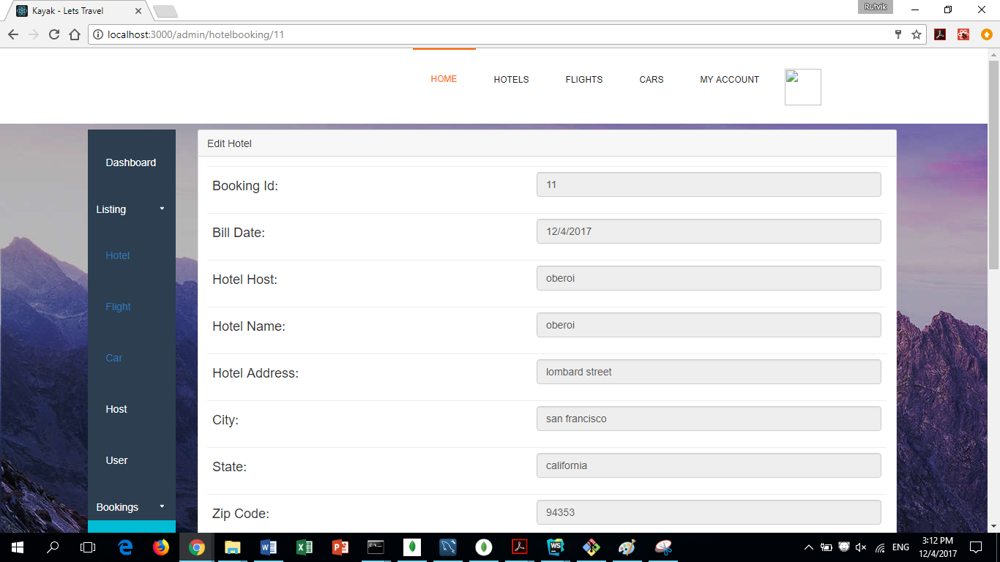 Kayak - Lets Travel
Rutvik
localhost:3000/admin/hotelbooking/11
HOME HOTELS FLIGHTS CARS MY ACCOUNT
Dashboard
Listing
Hotel
Flight
Car
Host
User
Bookings
Edit Hotel
Booking Id: 11
Bill Date: 12/4/2017
Hotel Host: oberoi
Hotel Name: oberoi
Hotel Address: lombard street
City: san francisco
State: california
Zip Code: 94353
ENG
3:12 PM
12/4/2017